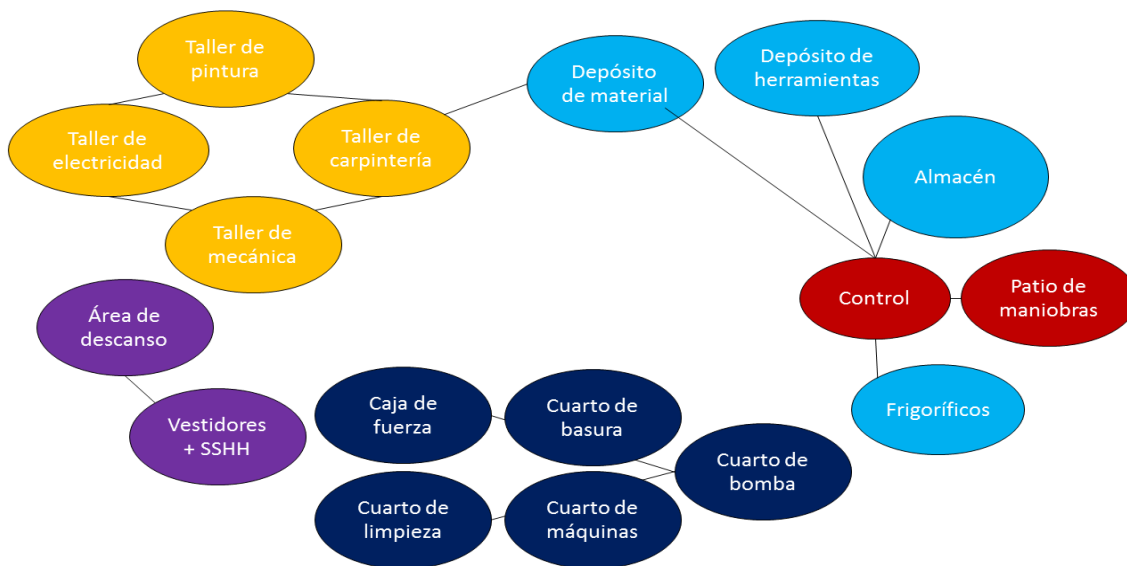 Taller de
pintura
Depósito
de material
Depósito de
herramientas
Taller de
electricidad
Taller de
carpintería
Almacén
Taller de
mecánica
Control
Patio de
maniobras
Área de
descanso
Vestidores
+ SSHH
Caja de
fuerza
Cuarto de
basura
Frigoríficos
Cuarto de
bomba
Cuarto de
limpieza
Cuarto de
máquinas